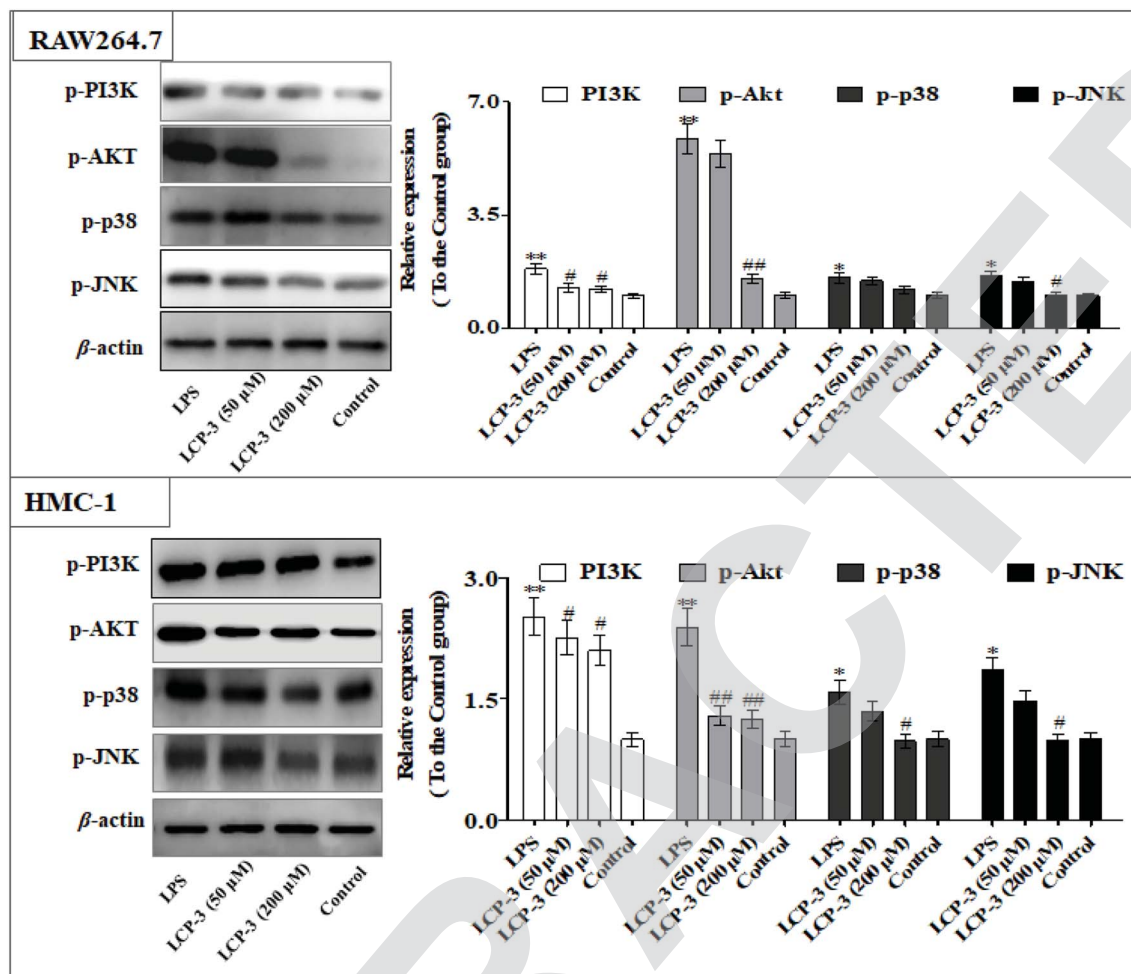 RAW264.7
p-PI3K
p-AKT
p-p38
p-JNK
β-actin
LPS
LCP-3 (50 μM)
LCP-3 (200 μM)
Control
Relative expression
( To the Control group)
PI3K p-Akt p-p38 p-JNK
7.0
3.5
0.0
** # #
** ##
*
* #
LPS
LCP-3 (50 μM)
LCP-3 (200 μM)
Control
LPS
LCP-3 (50 μM)
LCP-3 (200 μM)
Control
LPS
LCP-3 (50 μM)
LCP-3 (200 μM)
Control
LPS
LCP-3 (50 μM)
LCP-3 (200 μM)
Control
HMC-1
p-PI3K
p-AKT
p-p38
p-JNK
β-actin
LPS
LCP-3 (50 μM)
LCP-3 (200 μM)
Control
Relative expression
( To the Control group)
PI3K p-Akt p-p38 p-JNK
3.0
1.5
0.0
** # #
** ## ##
* #
* #
LPS
LCP-3 (50 μM)
LCP-3 (200 μM)
Control
LPS
LCP-3 (50 μM)
LCP-3 (200 μM)
Control
LPS
LCP-3 (50 μM)
LCP-3 (200 μM)
Control
LPS
LCP-3 (50 μM)
LCP-3 (200 μM)
Control